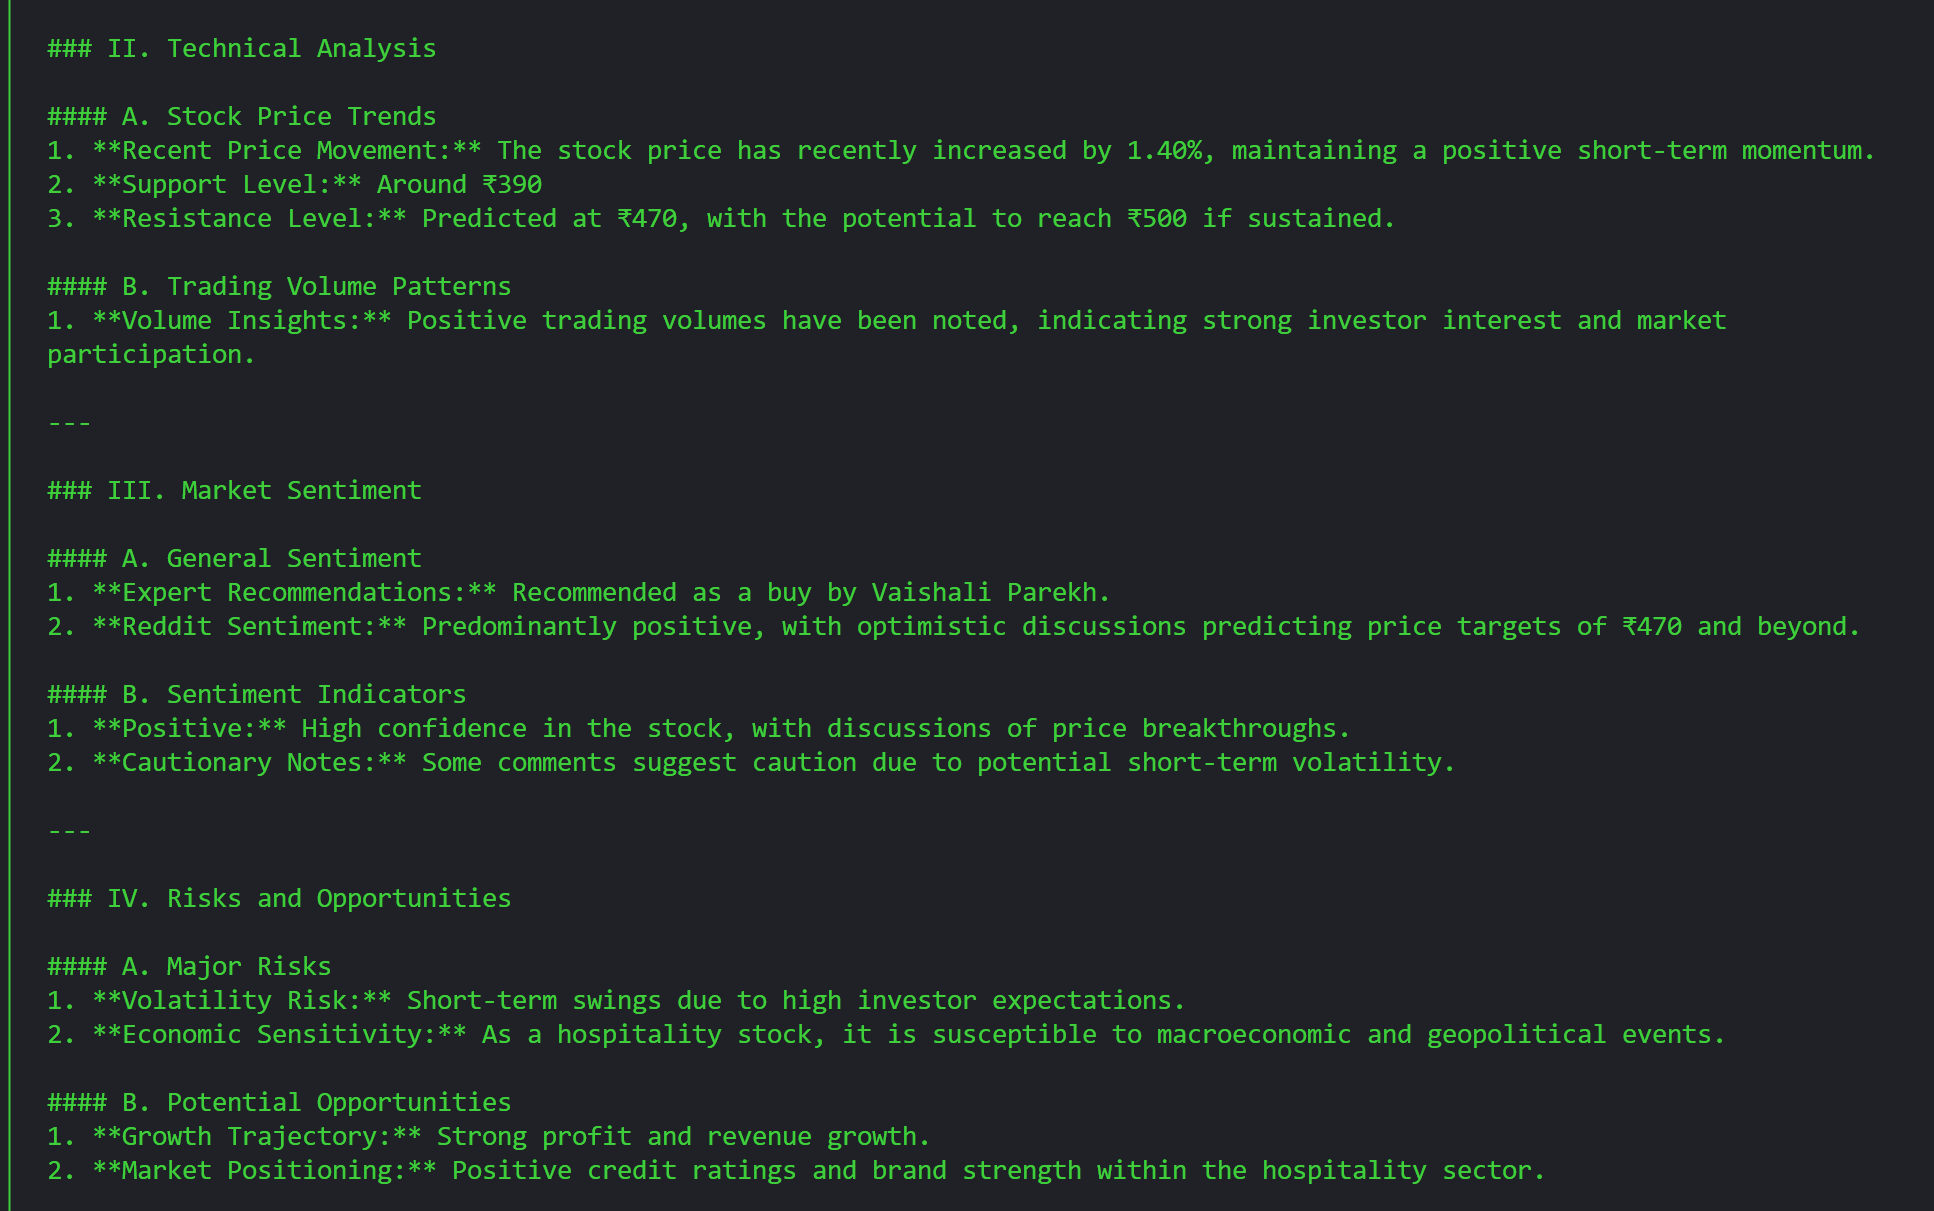 ### II. Technical Analysis
#### A. Stock Price Trends
1. **Recent Price Movement:** The stock price has recently increased by 1.40%, maintaining a positive short-term momentum.
2. **Support Level:** Around ₹390
3. **Resistance Level:** Predicted at ₹470, with the potential to reach ₹500 if sustained.
#### B. Trading Volume Patterns
1. **Volume Insights:** Positive trading volumes have been noted, indicating strong investor interest and market
participation.
---
### III. Market Sentiment
#### A. General Sentiment
1. **Expert Recommendations:** Recommended as a buy by Vaishali Parekh.
2. **Reddit Sentiment:** Predominantly positive, with optimistic discussions predicting price targets of ₹470 and beyond.
#### B. Sentiment Indicators
1. **Positive:** High confidence in the stock, with discussions of price breakthroughs.
2. **Cautionary Notes:** Some comments suggest caution due to potential short-term volatility.
---
### IV. Risks and Opportunities
#### A. Major Risks
1. **Volatility Risk:** Short-term swings due to high investor expectations.
2. **Economic Sensitivity:** As a hospitality stock, it is susceptible to macroeconomic and geopolitical events.
#### B. Potential Opportunities
1. **Growth Trajectory:** Strong profit and revenue growth.
2. **Market Positioning:** Positive credit ratings and brand strength within the hospitality sector.